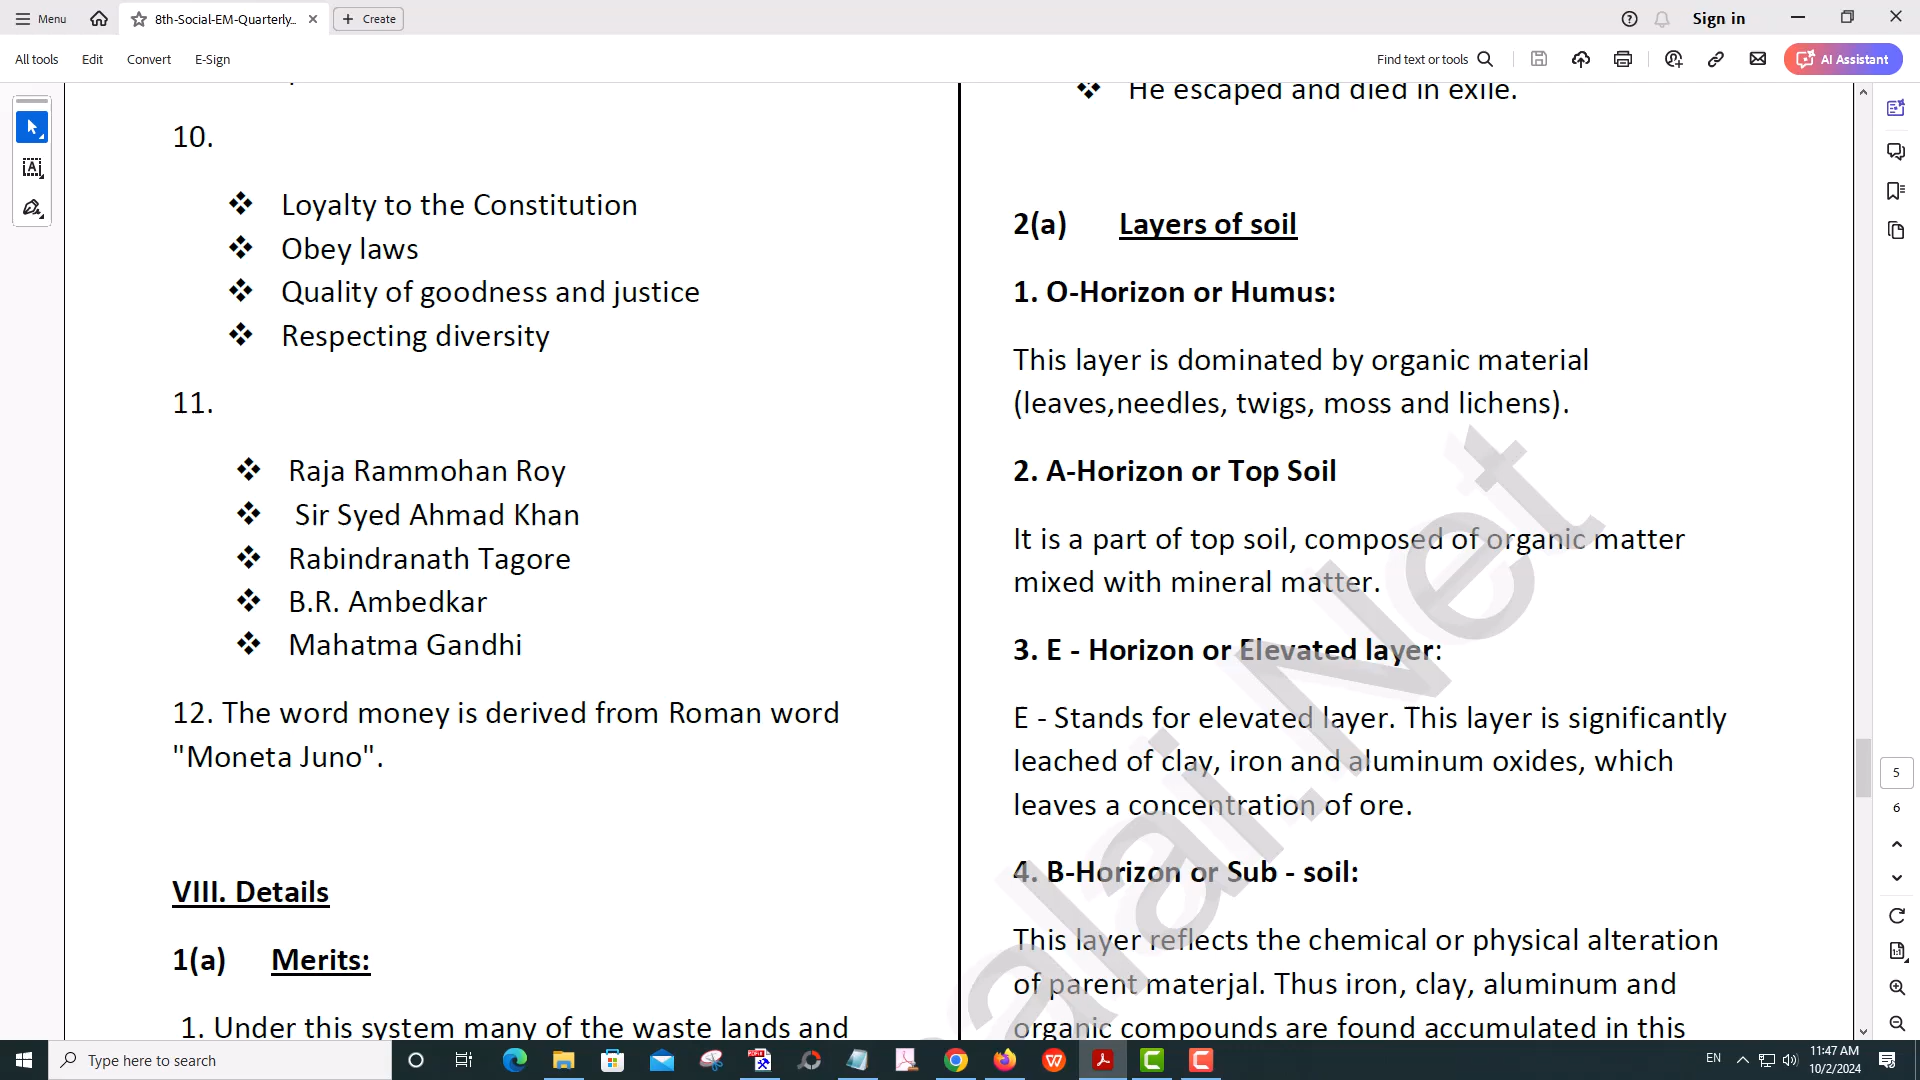 Menu
8th-Social-EM-Quarterly...
Create
Sign in
All tools
Edit
Convert
E-Sign
Find text or tools
AI Assistant
10.
❖ Loyalty to the Constitution
❖ Obey laws
❖ Quality of goodness and justice
❖ Respecting diversity
11.
❖ Raja Rammohan Roy
❖ Sir Syed Ahmad Khan
❖ Rabindranath Tagore
❖ B.R. Ambedkar
❖ Mahatma Gandhi
12. The word money is derived from Roman word
"Moneta Juno".
VIII. Details
1(a) Merits:
1. Under this system many of the waste lands and
❖ He escaped and died in exile.
2(a) Layers of soil
1. O-Horizon or Humus:
This layer is dominated by organic material
(leaves,needles, twigs, moss and lichens).
2. A-Horizon or Top Soil
It is a part of top soil, composed of organic matter
mixed with mineral matter.
3. E - Horizon or Elevated layer:
E - Stands for elevated layer. This layer is significantly
leached of clay, iron and aluminum oxides, which
leaves a concentration of ore.
4. B-Horizon or Sub - soil:
This layer reflects the chemical or physical alteration
of parent materjal. Thus iron, clay, aluminum and
organic compounds are found accumulated in this
alai.Net
5
6
Type here to search
EN
11:47 AM
10/2/2024